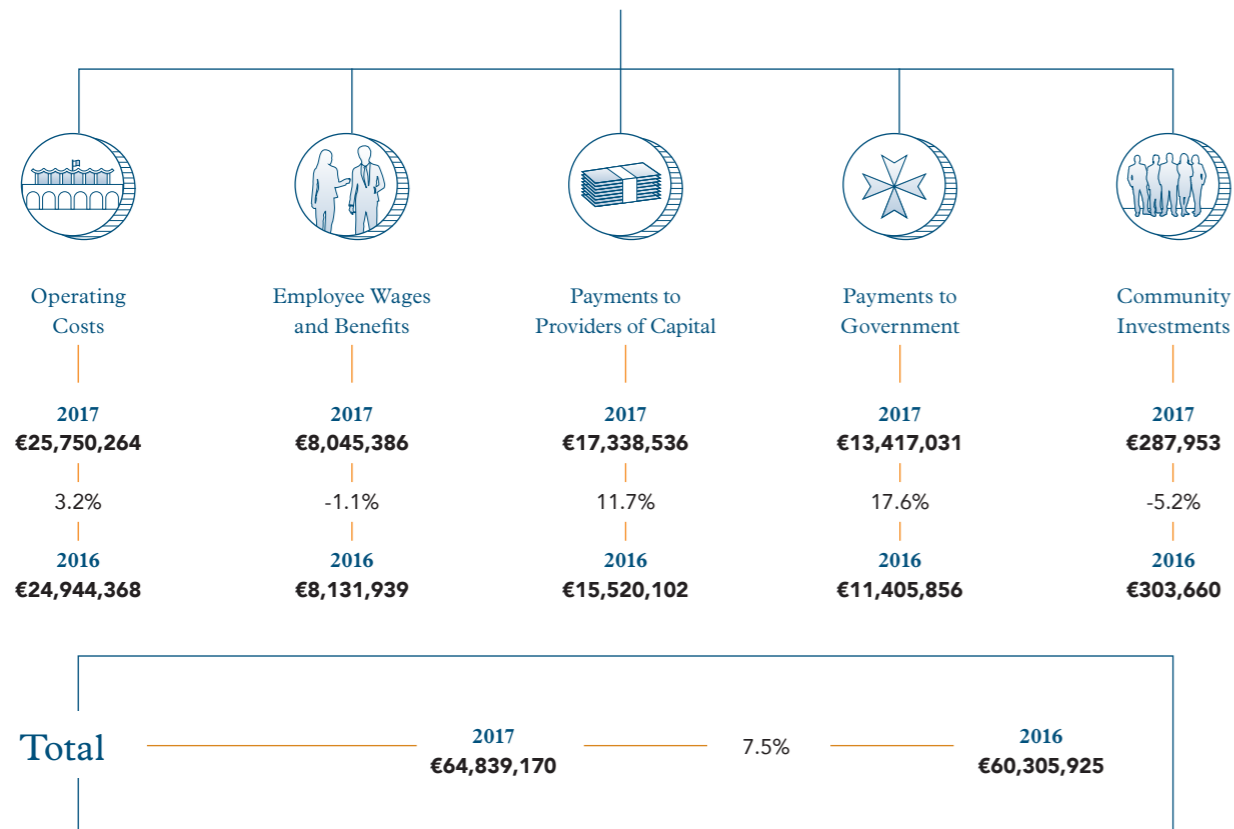 Operating
Costs
2017
€25,750,264
3.2%
2016
€24,944,368
Employee Wages
and Benefits
2017
€8,045,386
-1.1%
2016
€8,131,939
Payments to
Providers of Capital
2017
€17,338,536
11.7%
2016
€15,520,102
Payments to
Government
2017
€13,417,031
17.6%
2016
€11,405,856
Community
Investments
2017
€287,953
-5.2%
2016
€303,660
Total
2017
€64,839,170
7.5%
2016
€60,305,925